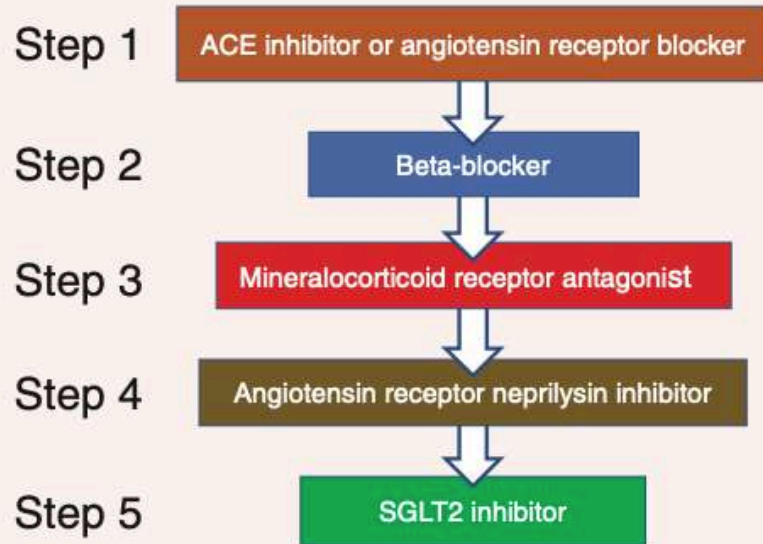 Step 1 ACE inhibitor or angiotensin receptor blocker
Step 2 Beta-blocker
Step 3 Mineralocorticoid receptor antagonist
Step 4 Angiotensin receptor neprilysin inhibitor
Step 5 SGLT2 inhibitor